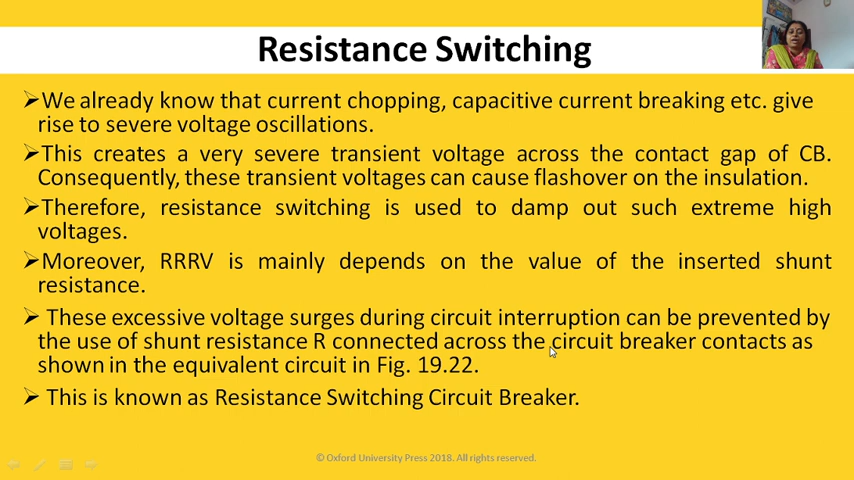 Resistance Switching
➢We already know that current chopping, capacitive current breaking etc. give
rise to severe voltage oscillations.
➢This creates a very severe transient voltage across the contact gap of CB.
Consequently, these transient voltages can cause flashover on the insulation.
➢Therefore, resistance switching is used to damp out such extreme high
voltages.
➢Moreover, RRRV is mainly depends on the value of the inserted shunt
resistance.
➢ These excessive voltage surges during circuit interruption can be prevented by
the use of shunt resistance R connected across the circuit breaker contacts as
shown in the equivalent circuit in Fig. 19.22.
➢ This is known as Resistance Switching Circuit Breaker.
© Oxford University Press 2018. All rights reserved.